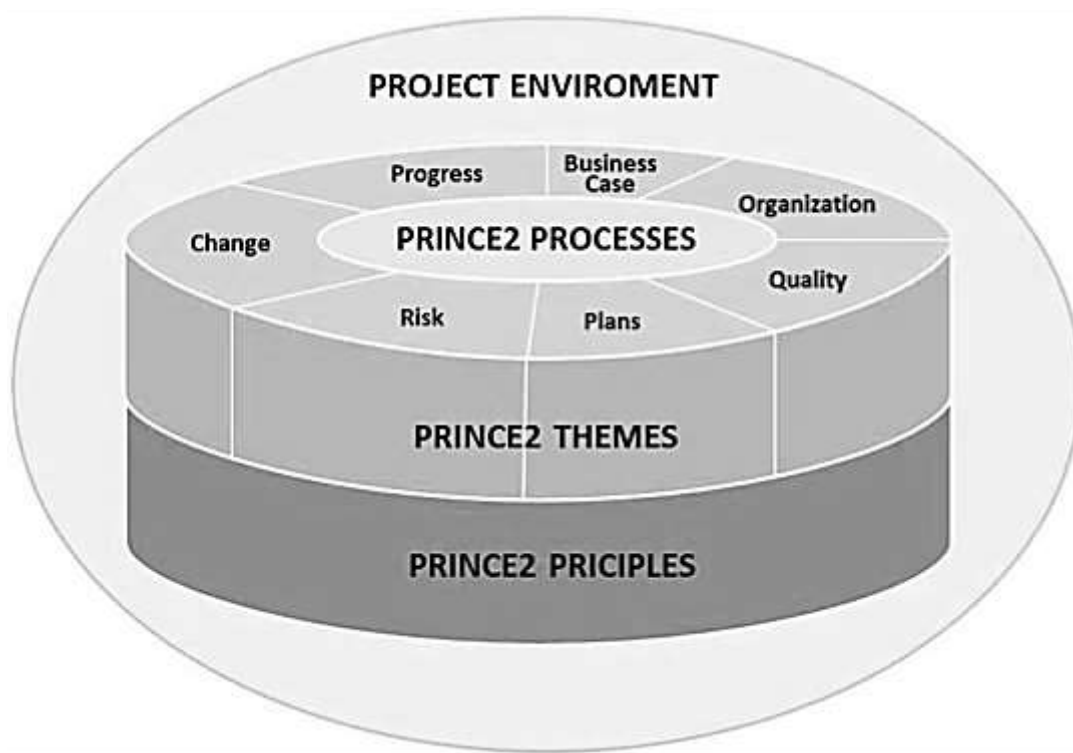 PROJECT ENVIROMENT
Progress
Business
Case
Organization
Change
PRINCE2 PROCESSES
Quality
Risk
Plans
PRINCE2 THEMES
PRINCE2 PRICIPLES